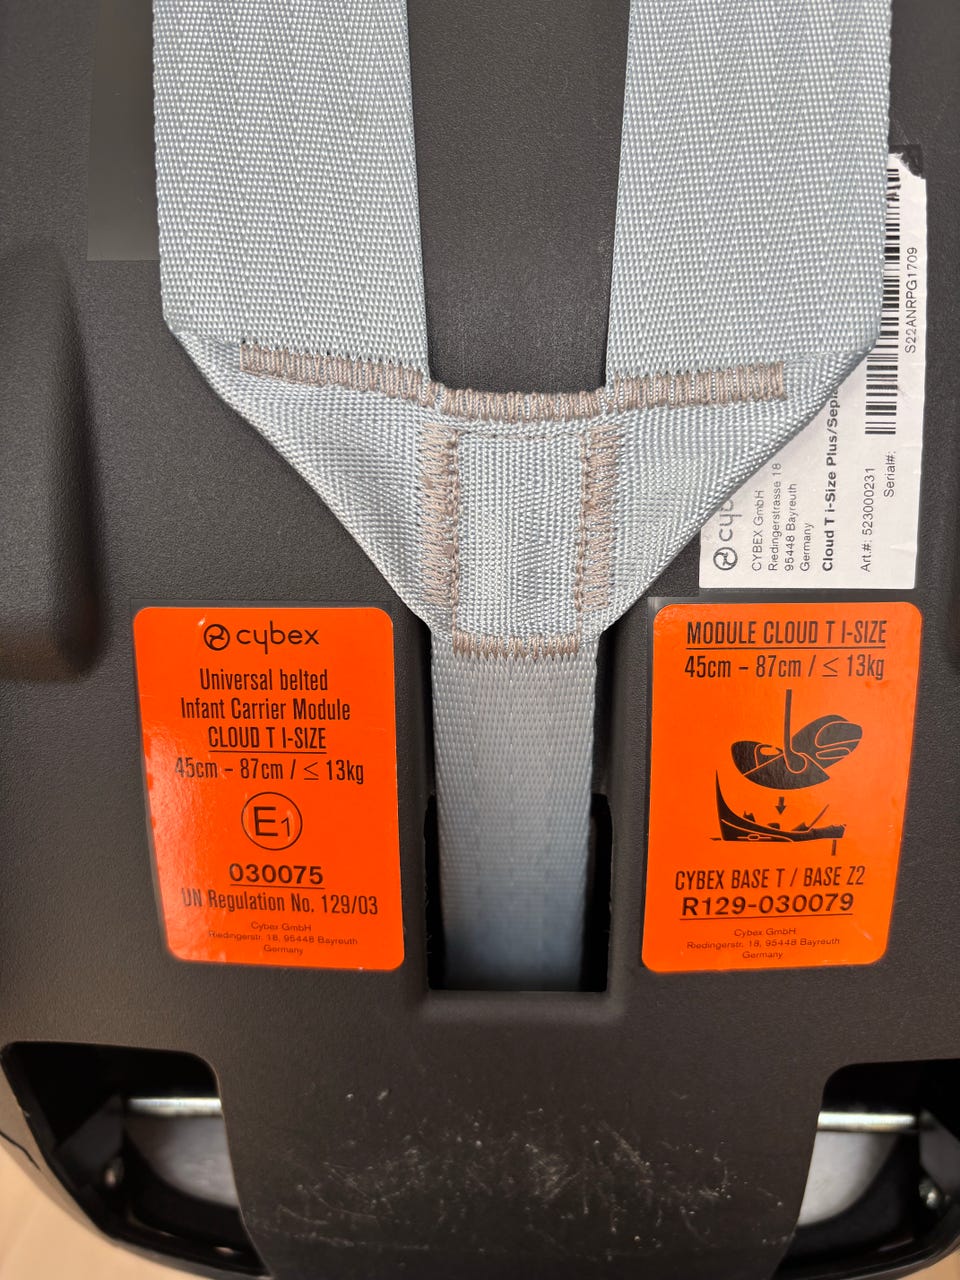 cybex
Universal belted
Infant Carrier Module
CLOUD T I-SIZE
45cm – 87cm / ≤ 13kg
E1
030075
UN Regulation No. 129/03
Cybex GmbH
Riedingerstr. 18, 95448 Bayreuth
Germany
MODULE CLOUD T I-SIZE
45cm – 87cm / ≤ 13kg
CYBEX BASE T / BASE Z2
R129-030079
Cybex GmbH
Riedingerstr. 18, 95448 Bayreuth
Germany
CYBEX GmbH
Riedingerstrasse 18
95448 Bayreuth
Germany
Cloud T i-Size Plus/Sepia
Art.#: 523000231
Serial#:
S22ANRPG1709